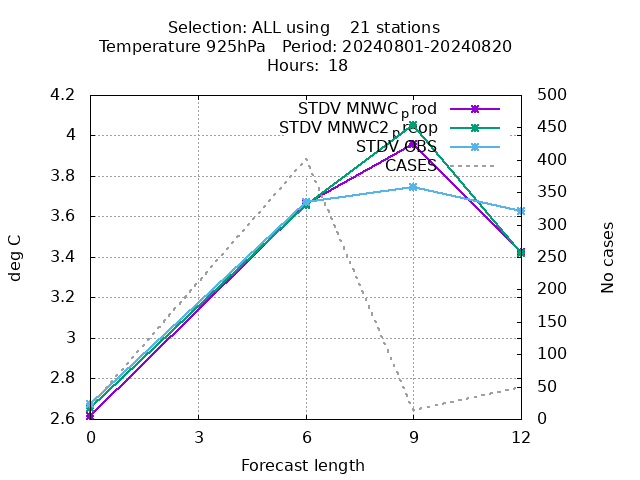 Selection: ALL using 21 stations
Temperature 925hPa Period: 20240801-20240820
Hours: 18
STDV MNWC_prod
STDV MNWC2_preop
STDV OBS
CASES
deg C
No cases
4.2
4
3.8
3.6
3.4
3.2
3
2.8
2.6
500
450
400
350
300
250
200
150
100
50
0
0 3 6 9 12
Forecast length